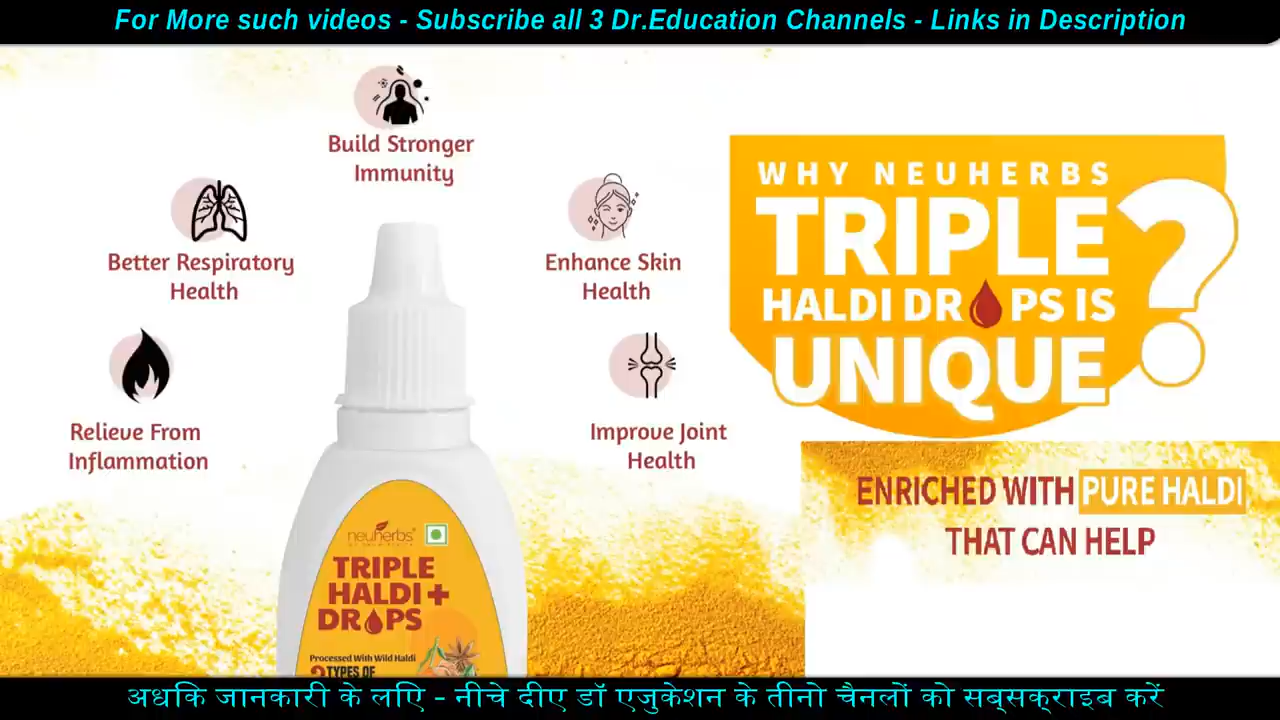 For More such videos - Subscribe all 3 Dr.Education Channels - Links in Description
Build Stronger
Immunity
Better Respiratory
Health
Enhance Skin
Health
Relieve From
Inflammation
Improve Joint
Health
WHY NEUHERBS
TRIPLE
HALDI DROPS IS
UNIQUE?
ENRICHED WITH PURE HALDI
THAT CAN HELP
neuherbs
TRIPLE
HALDI+
DROPS
Processed With Wild Haldi
3 TYPES OF
अधकि जानकारी के लिए - नीचे दीए डॉ एजुकेशन के तीनो चैनलों को सब्सक्राइब करें